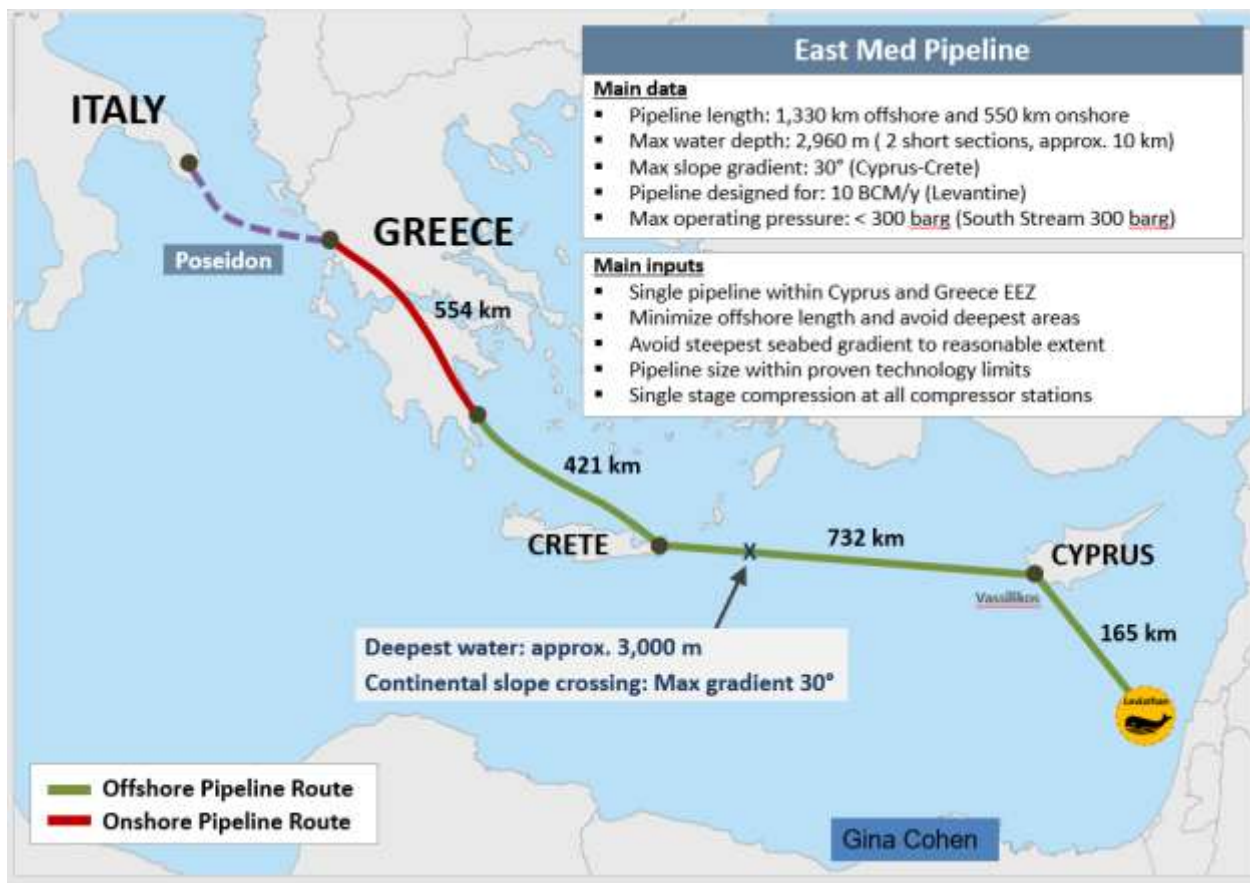 East Med Pipeline
Main data
▪ Pipeline length: 1,330 km offshore and 550 km onshore
▪ Max water depth: 2,960 m ( 2 short sections, approx. 10 km)
▪ Max slope gradient: 30° (Cyprus-Crete)
▪ Pipeline designed for: 10 BCM/y (Levantine)
▪ Max operating pressure: < 300 barg (South Stream 300 barg)
Main inputs
▪ Single pipeline within Cyprus and Greece EEZ
▪ Minimize offshore length and avoid deepest areas
▪ Avoid steepest seabed gradient to reasonable extent
▪ Pipeline size within proven technology limits
▪ Single stage compression at all compressor stations
ITALY
GREECE
Poseidon
554 km
421 km
CRETE
732 km
CYPRUS
Vassilikos
165 km
Leviathan
Deepest water: approx. 3,000 m
Continental slope crossing: Max gradient 30°
Offshore Pipeline Route
Onshore Pipeline Route
Gina Cohen